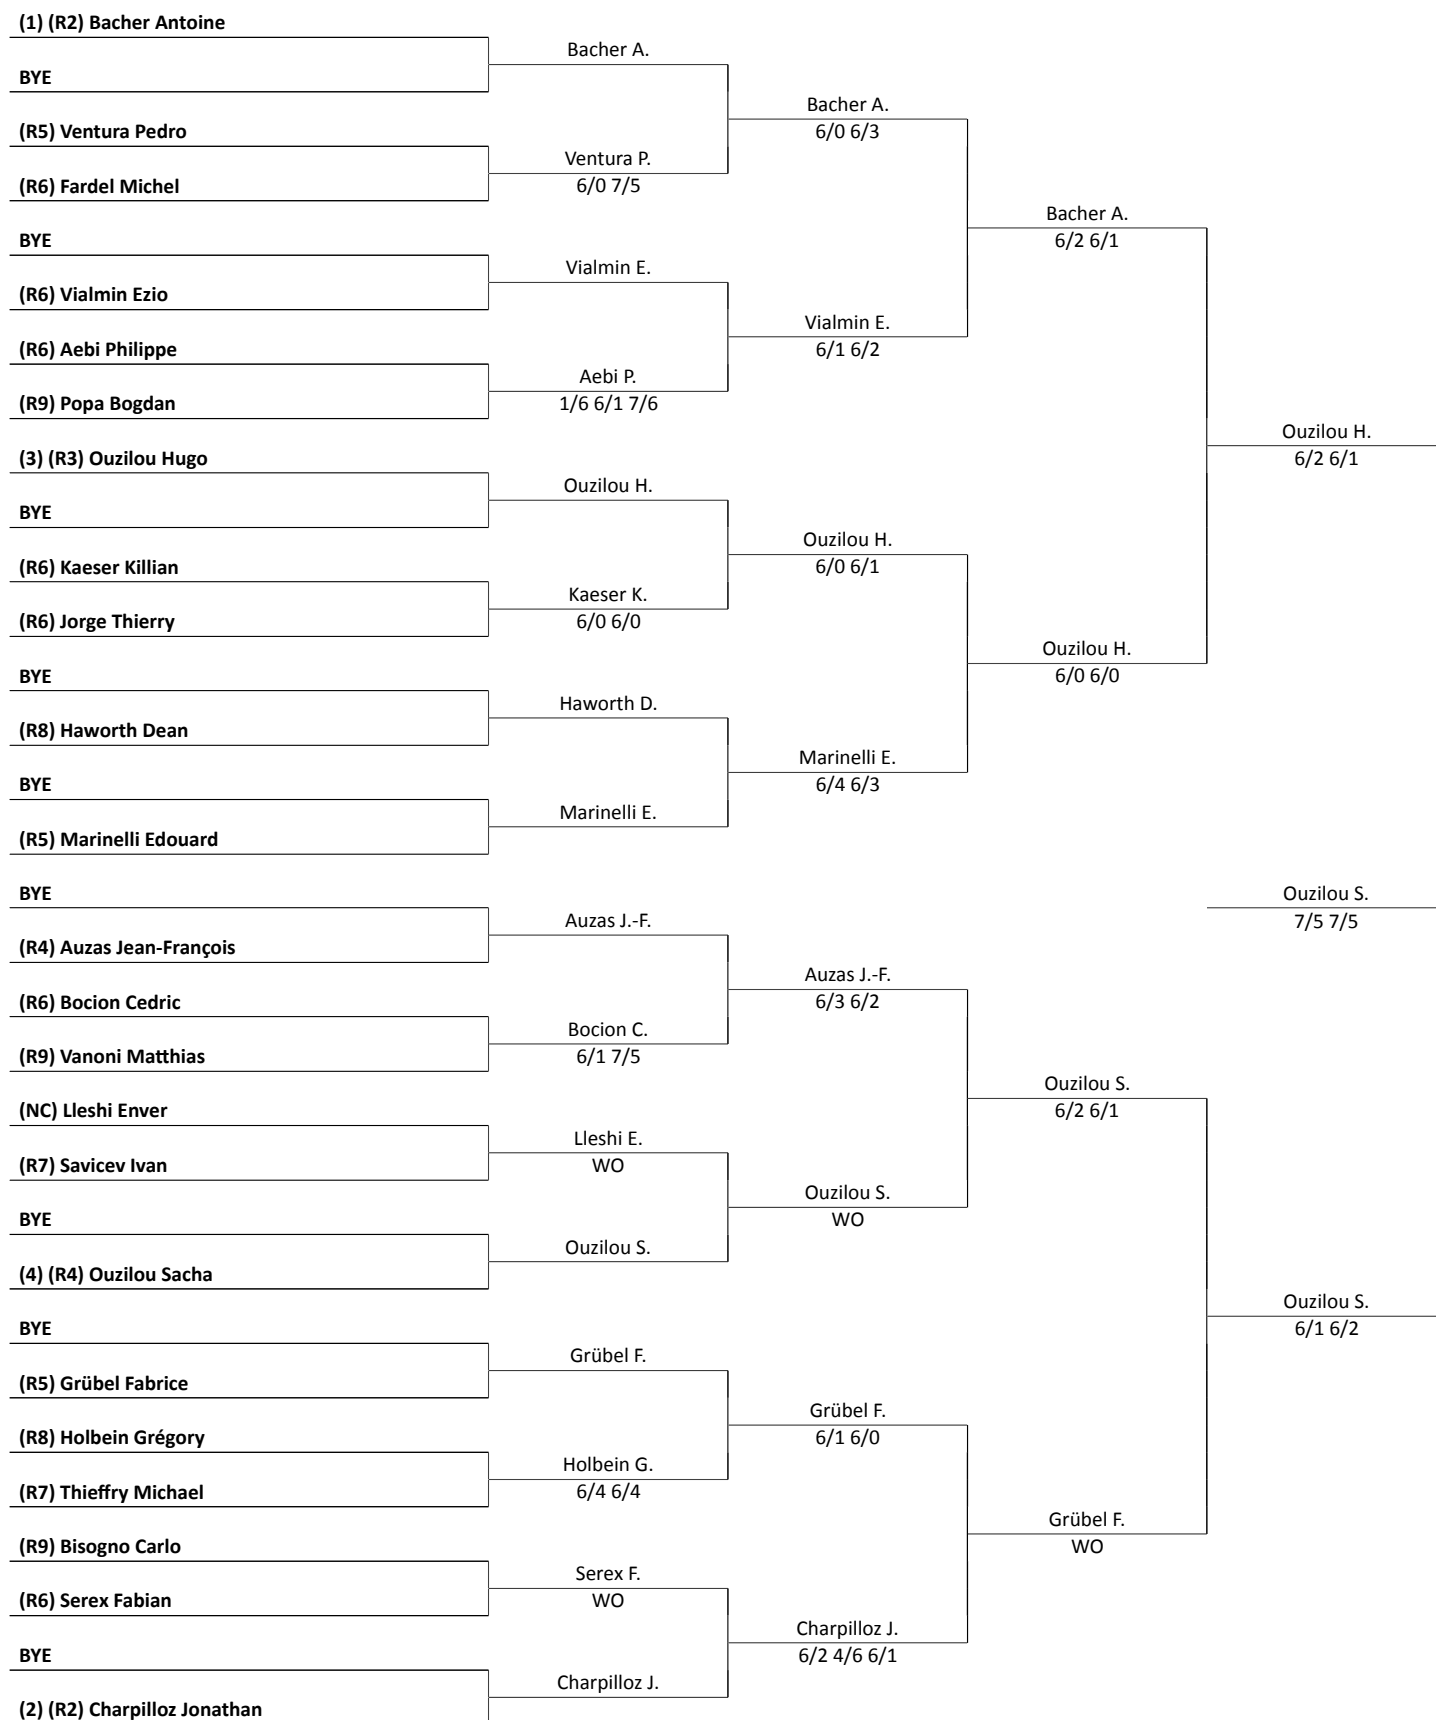 (1) (R2) Bacher Antoine
BYE
(R5) Ventura Pedro
(R6) Fardel Michel
BYE
(R6) Vialmin Ezio
(R6) Aebi Philippe
(R9) Popa Bogdan
(3) (R3) Ouzilou Hugo
BYE
(R6) Kaeser Killian
(R6) Jorge Thierry
BYE
(R8) Haworth Dean
BYE
(R5) Marinelli Edouard
BYE
(R4) Auzas Jean-François
(R6) Bocion Cedric
(R9) Vanoni Matthias
(NC) Lleshi Enver
(R7) Savicev Ivan
BYE
(4) (R4) Ouzilou Sacha
BYE
(R5) Grübel Fabrice
(R8) Holbein Grégory
(R7) Thieffry Michael
(R9) Bisogno Carlo
(R6) Serex Fabian
BYE
(2) (R2) Charpilloz Jonathan
Bacher A.
Ventura P.
6/0 7/5
Vialmin E.
Aebi P.
1/6 6/1 7/6
Ouzilou H.
Kaeser K.
6/0 6/0
Haworth D.
Marinelli E.
Auzas J.-F.
Bocion C.
6/1 7/5
Lleshi E.
WO
Ouzilou S.
Grübel F.
Holbein G.
6/4 6/4
Serex F.
WO
Charpilloz J.
Bacher A.
6/0 6/3
Vialmin E.
6/1 6/2
Ouzilou H.
6/0 6/1
Marinelli E.
6/4 6/3
Auzas J.-F.
6/3 6/2
Ouzilou S.
WO
Grübel F.
6/1 6/0
Charpilloz J.
6/2 4/6 6/1
Bacher A.
6/2 6/1
Ouzilou H.
6/0 6/0
Ouzilou S.
6/2 6/1
Grübel F.
WO
Ouzilou H.
6/2 6/1
Ouzilou S.
7/5 7/5
Ouzilou S.
6/1 6/2